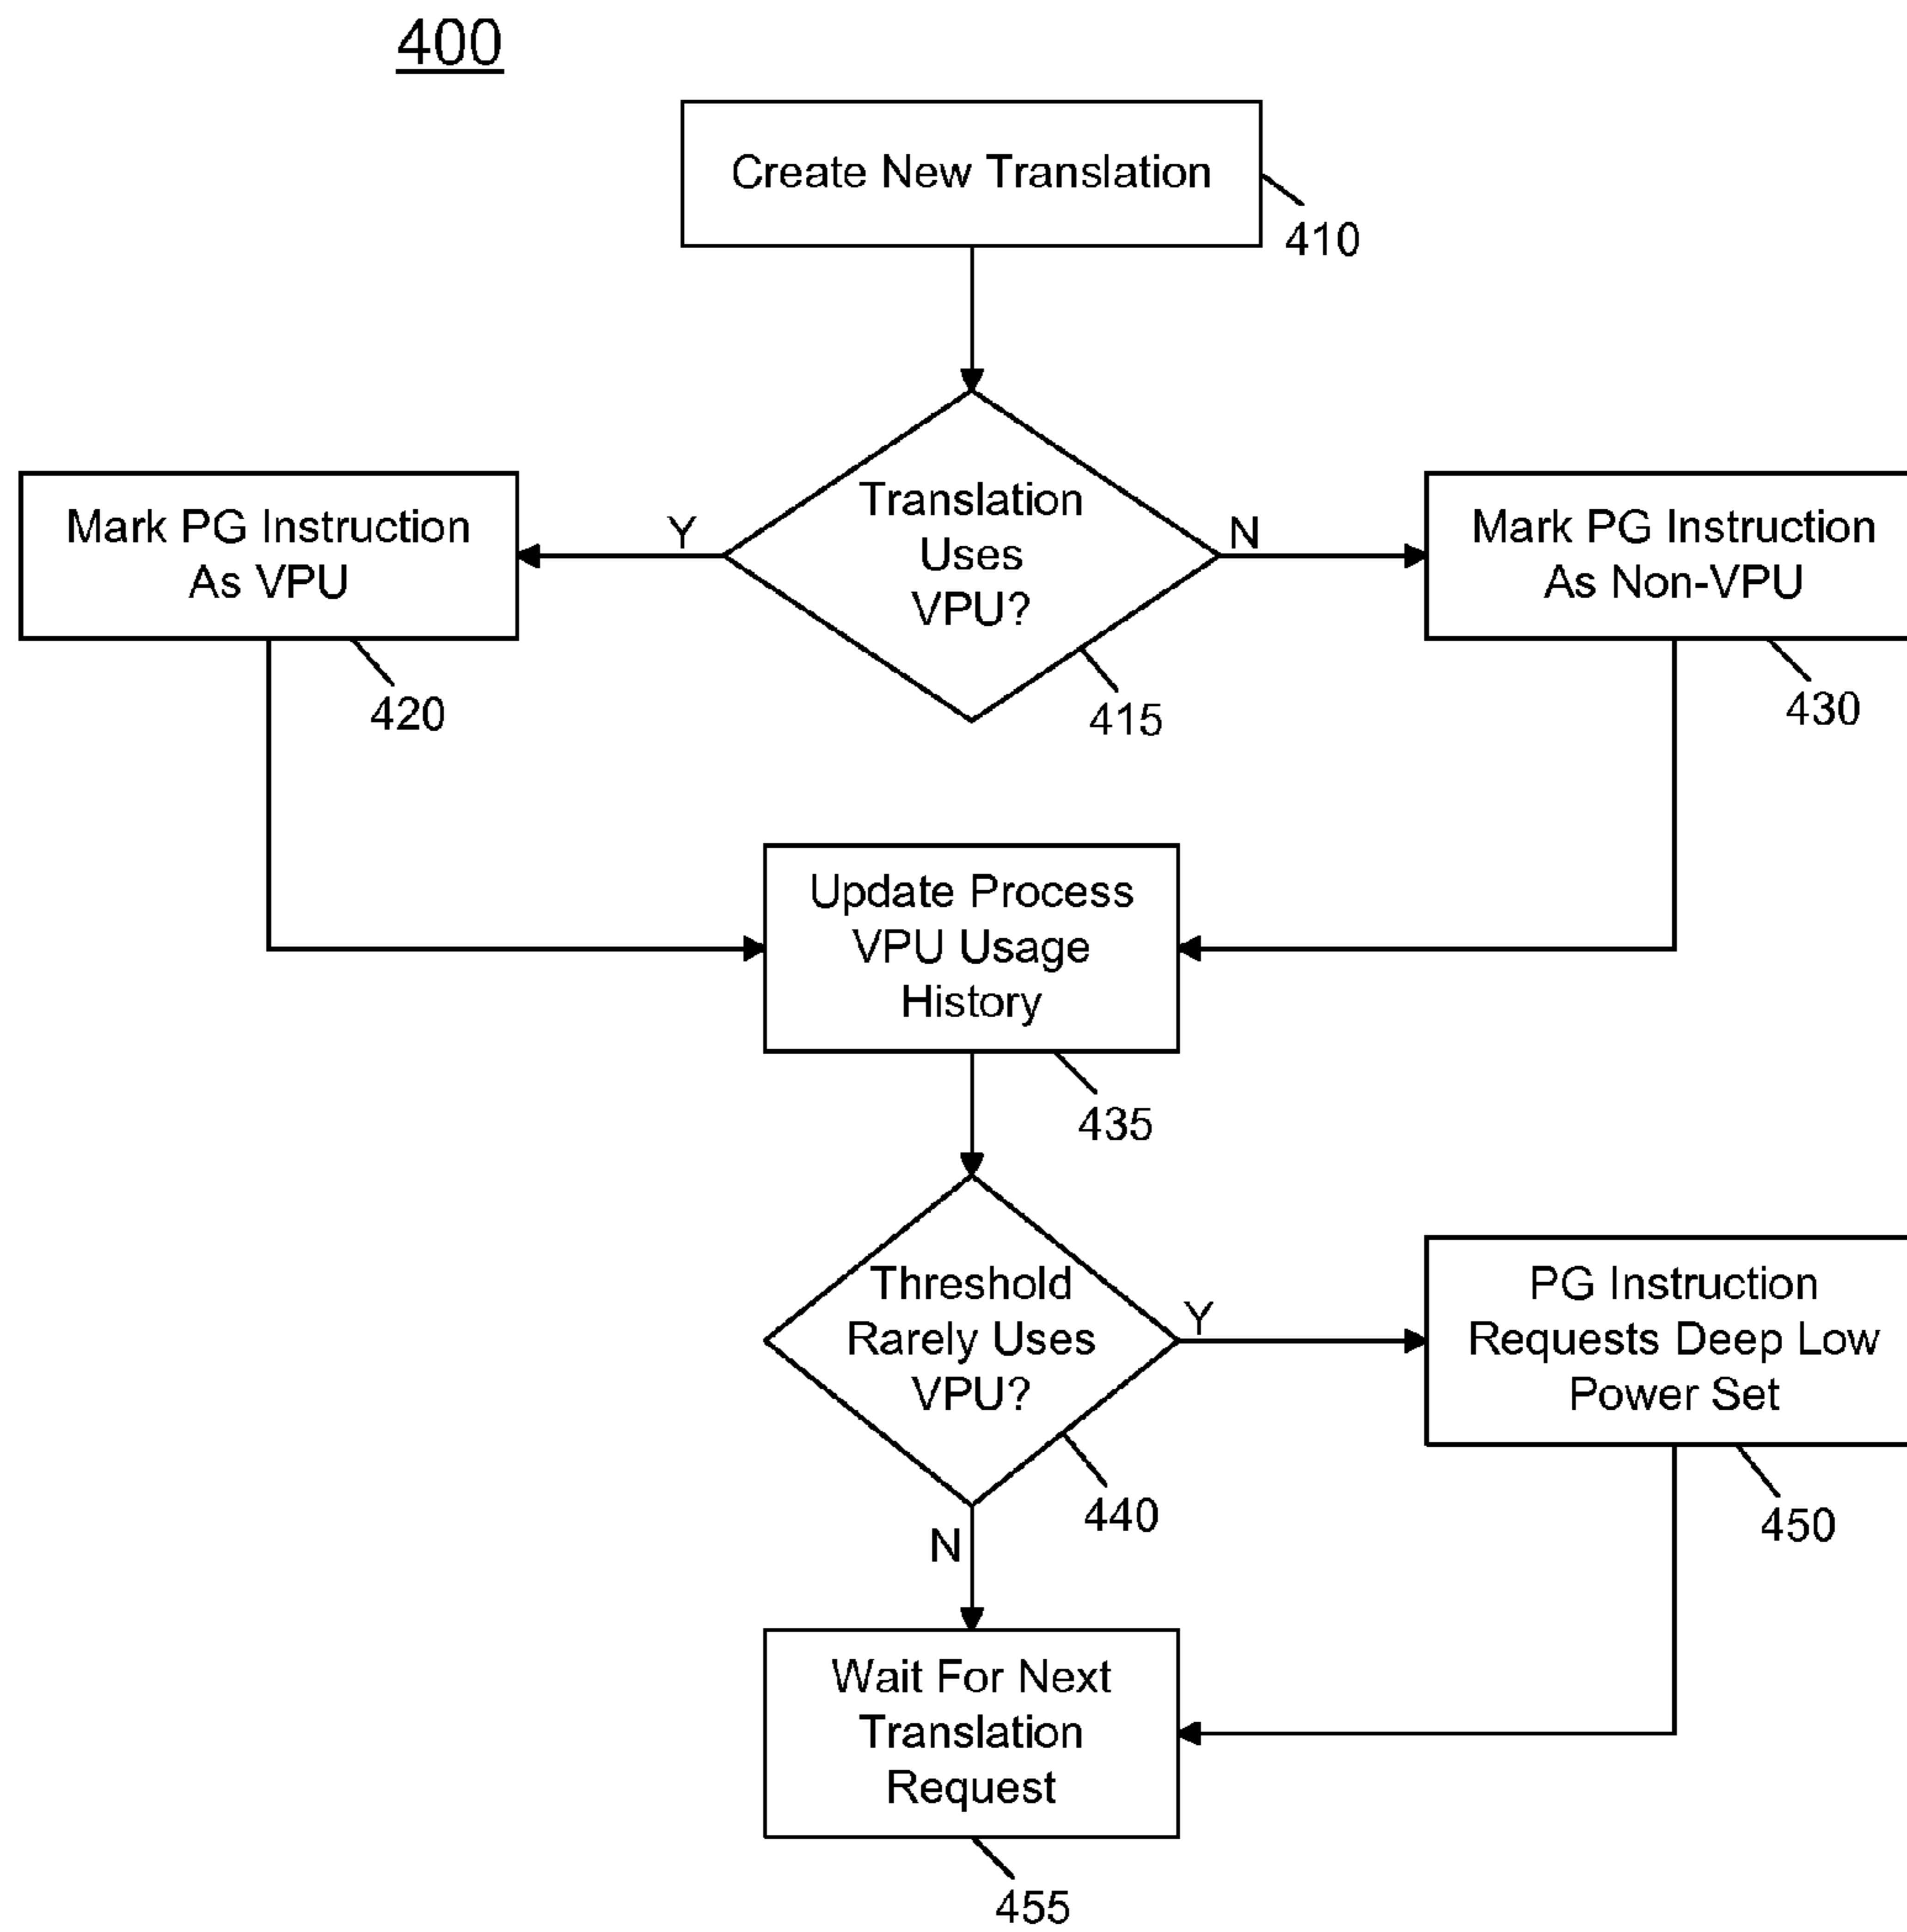 400
Create New Translation
410
Translation
Uses
VPU?
Y
N
415
Mark PG Instruction
As VPU
420
Mark PG Instruction
As Non-VPU
430
Update Process
VPU Usage
History
435
Threshold
Rarely Uses
VPU?
Y
N
440
PG Instruction
Requests Deep Low
Power Set
450
Wait For Next
Translation
Request
455